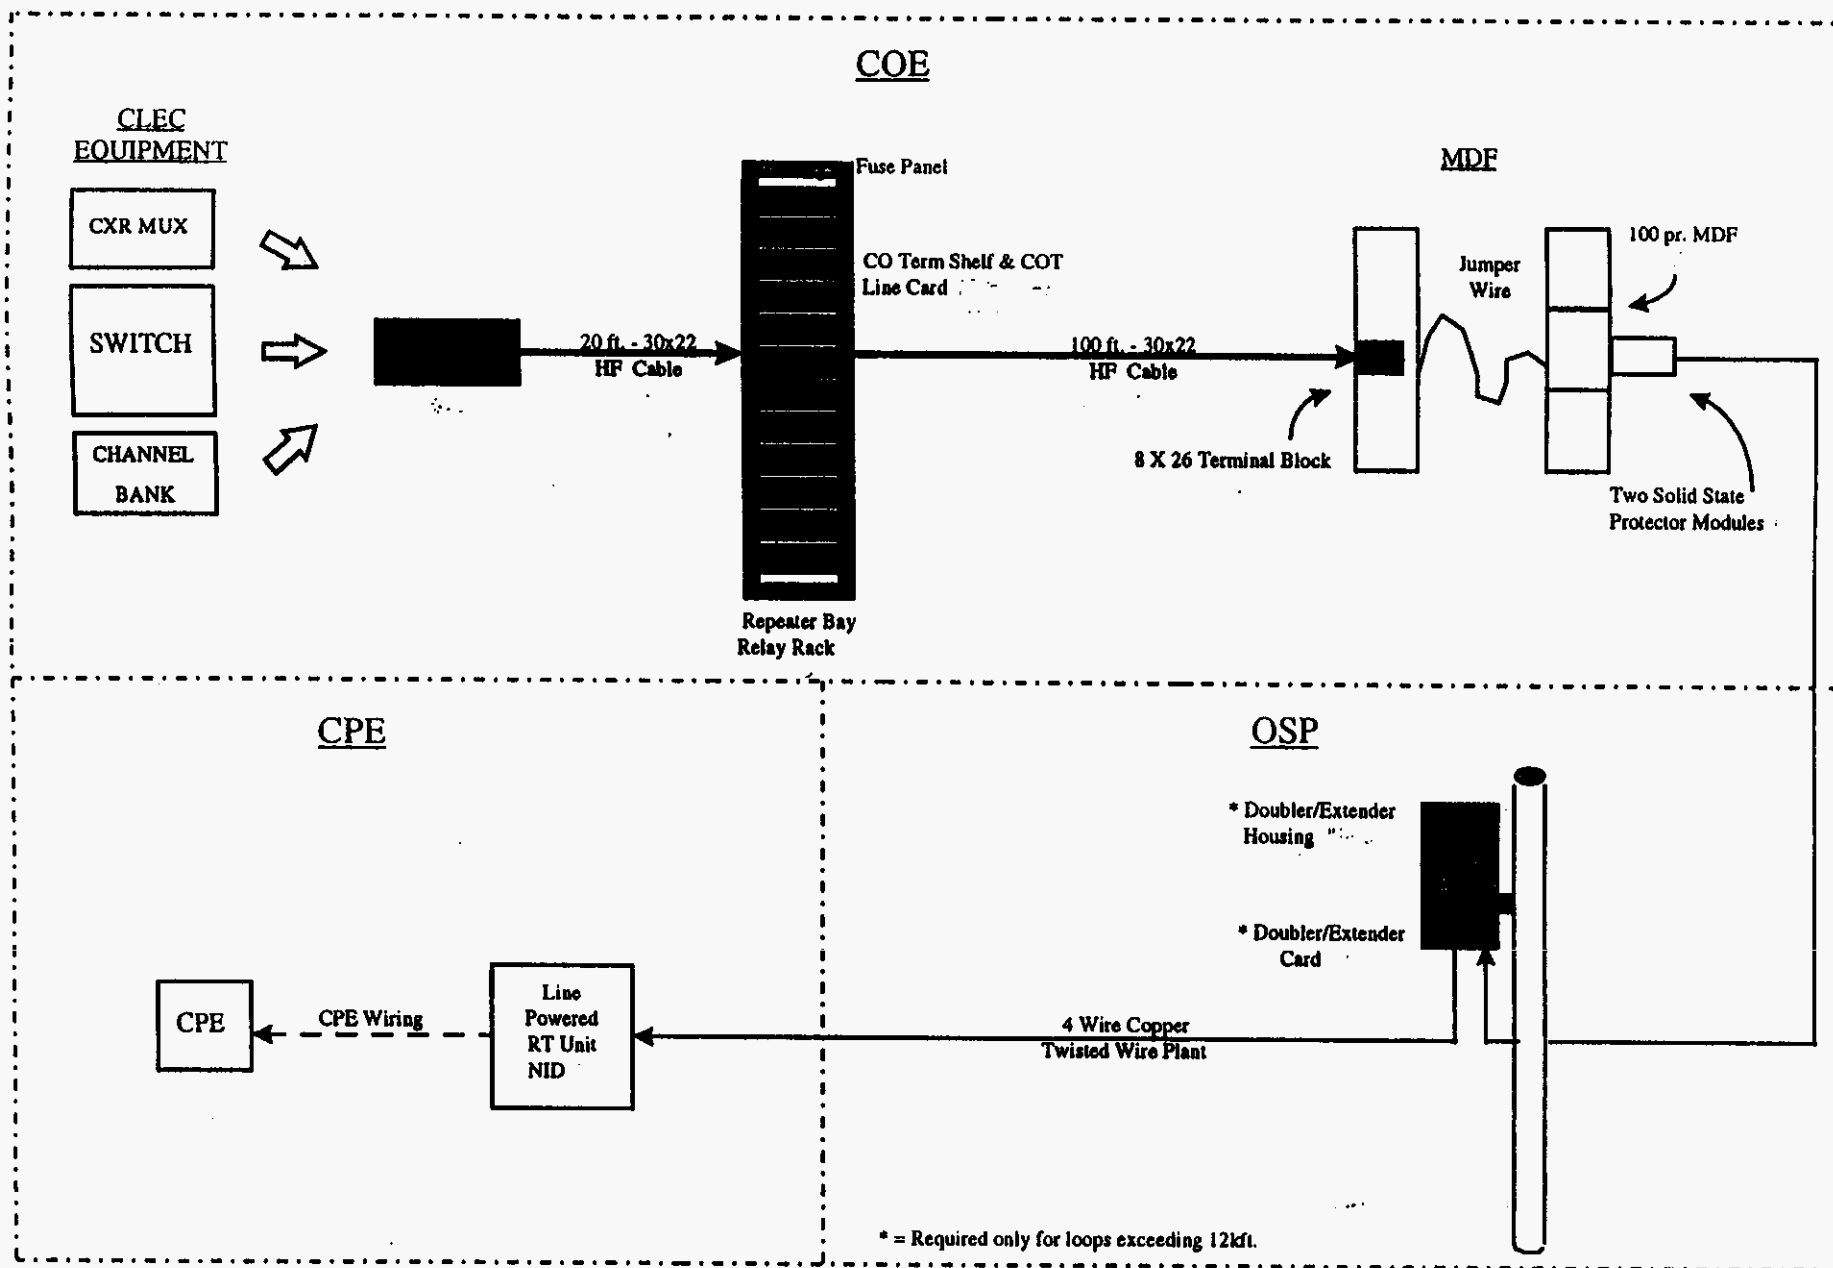 COE
CLEC
EQUIPMENT
CXR MUX
SWITCH
CHANNEL
BANK
20 ft. - 30x22
HF Cable
Fuse Panel
CO Term Shelf & COT
Line Card
Repeater Bay
Relay Rack
100 ft. - 30x22
HF Cable
MDF
100 pr. MDF
Jumper
Wire
8 X 26 Terminal Block
Two Solid State
Protector Modules
CPE
CPE
CPE Wiring
Line
Powered
RT Unit
NID
OSP
* Doubler/Extender
Housing
* Doubler/Extender
Card
4 Wire Copper
Twisted Wire Plant
* = Required only for loops exceeding 12kft.